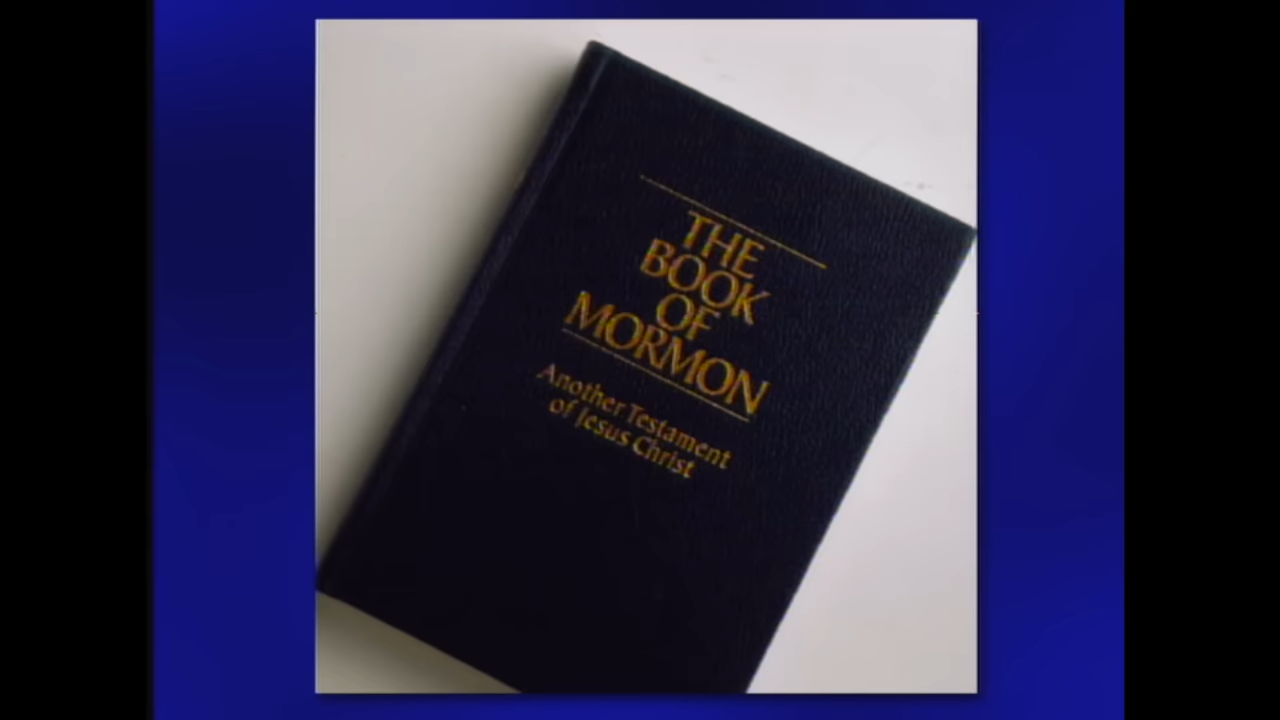 THE
BOOK
OF
MORMON
Another Testament
of Jesus Christ